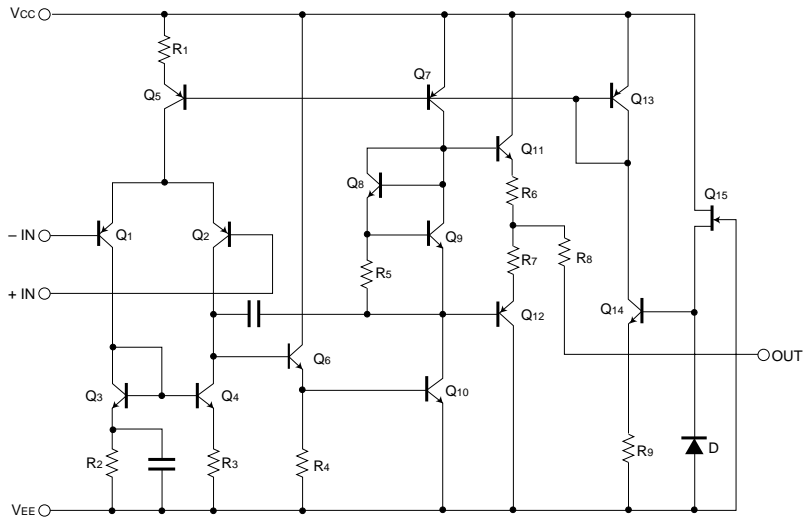 VCC
R1
Q5
Q7
Q13
Q11
Q8
R6
Q15
– IN
Q1
Q2
Q9
R5
R7
R8
+ IN
Q14
Q12
Q6
OUT
Q3
Q4
Q10
R2
R3
R4
R9
D
VEE